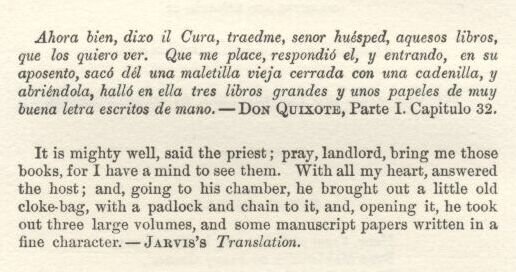 Ahora bien, dixo il Cura, traedme, senor huésped, aquesos libros,
que los quiero ver. Que me place, respondió el, y entrando, en su
aposento, sacó dél una maletilla vieja cerrada con una cadenilla, y
abriéndola, halló en ella tres libros grandes y unos papeles de muy
buena letra escritos de mano. — Don Quixote, Parte I. Capitulo 32.
It is mighty well, said the priest; pray, landlord, bring me those
books, for I have a mind to see them. With all my heart, answered
the host; and, going to his chamber, he brought out a little old
cloke-bag, with a padlock and chain to it, and, opening it, he took
out three large volumes, and some manuscript papers written in a
fine character. — Jarvis's Translation.